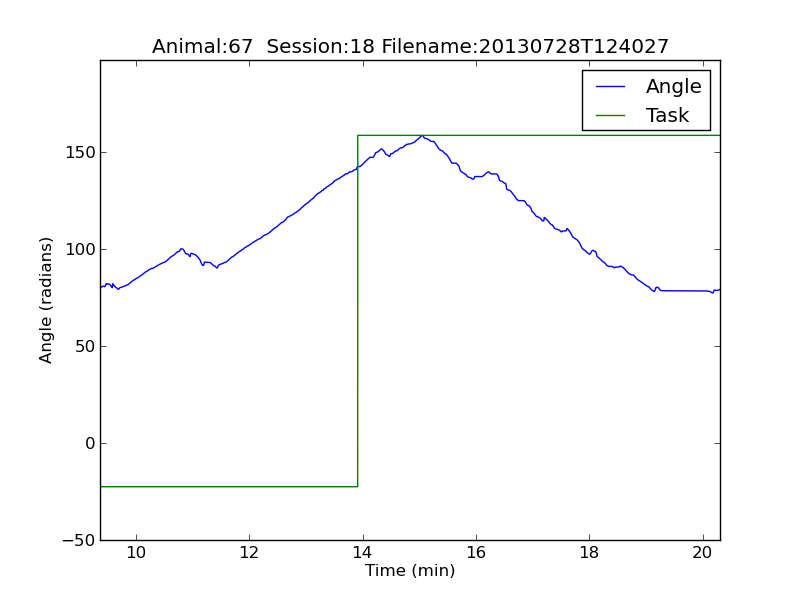 Animal:67  Session:18 Filename:20130728T124027
Angle
Task
Angle (radians)
150
100
50
0
−50
10 12 14 16 18 20
Time (min)